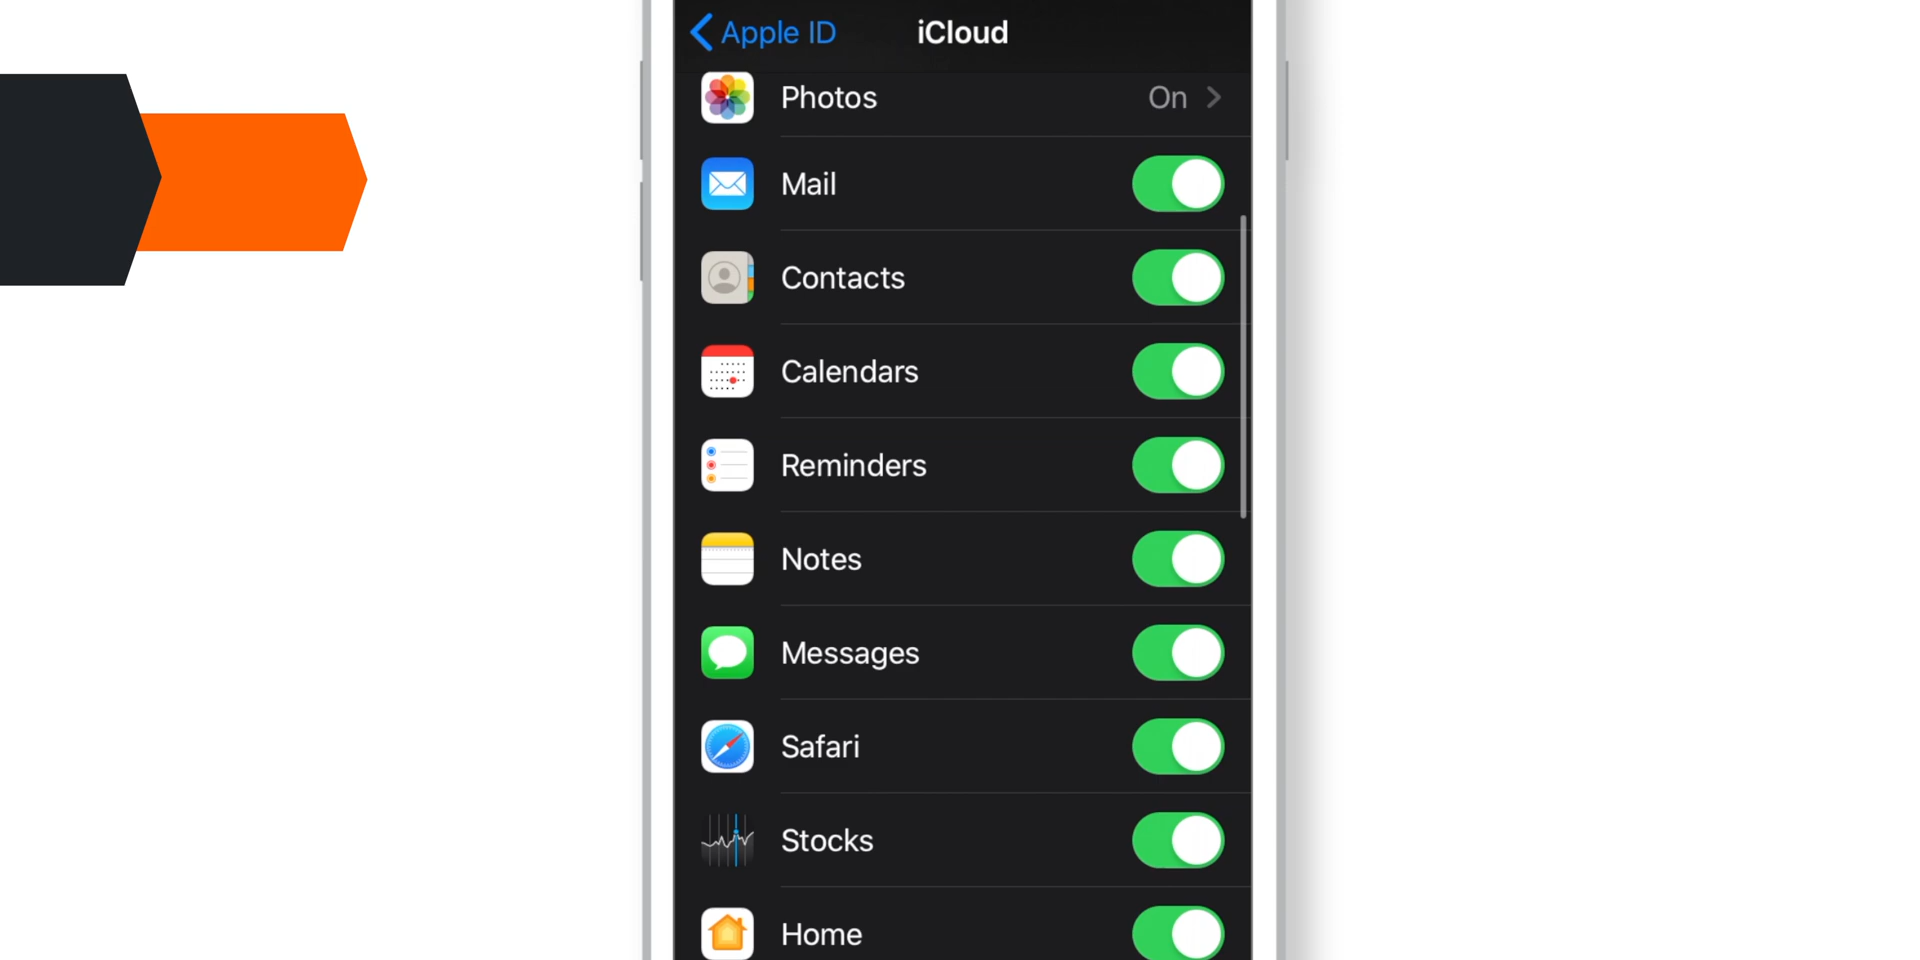 Apple ID
iCloud
Photos On
Mail
Contacts
Calendars
Reminders
Notes
Messages
Safari
Stocks
Home